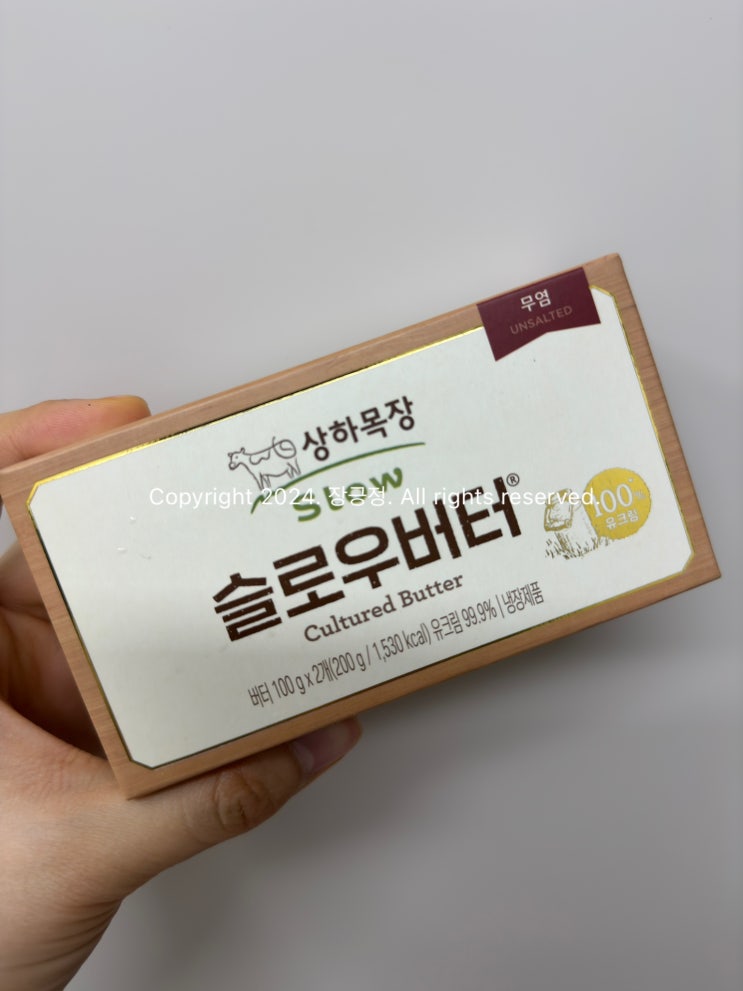 무염
UNSALTED
상하목장
slow
Copyright 2024. 장긍정. All rights reserved.
슬로우버터®
100%
유크림
Cultured Butter
버터 100 g x 2개(200 g / 1,530 kcal) 유크림 99.9% | 냉장제품